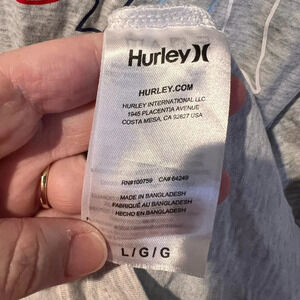 Hurley
HURLEY.COM
HURLEY INTERNATIONAL LLC
1945 PLACENTIA AVENUE
COSTA MESA, CA 92627 USA
RN#100759 CA# 64249
MADE IN BANGLADESH
FABRIQUÉ AU BANGLADESH
HECHO EN BANGLADESH
L/G/G